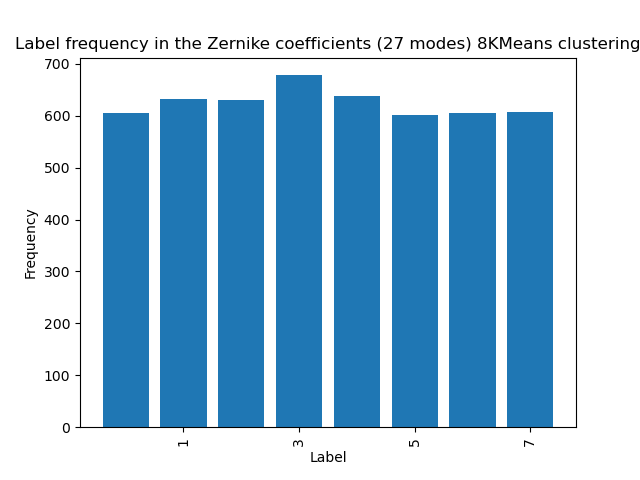 Label frequency in the Zernike coefficients (27 modes) 8KMeans clustering
700
600
500
400
300
200
100
0
Frequency
1 3 5 7
Label